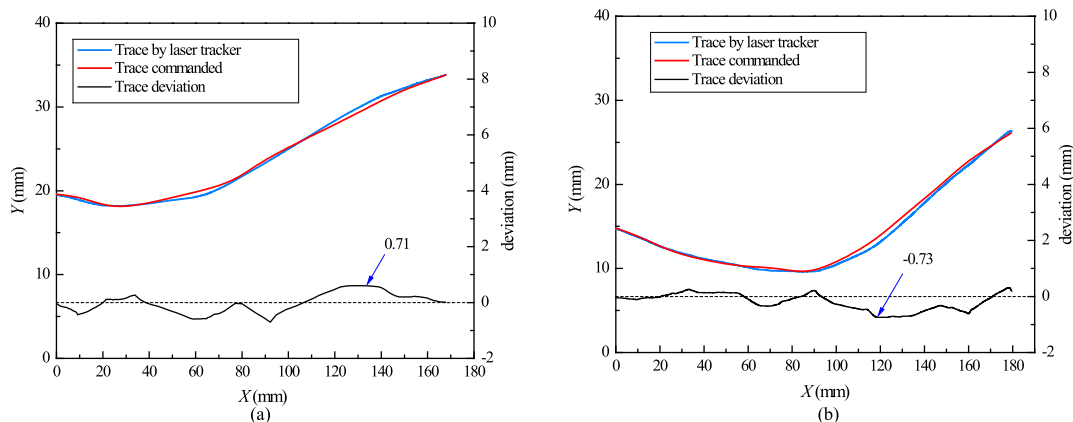 40
30
20
10
0
Y (mm)
Trace by laser tracker
Trace commanded
Trace deviation
0.71
10
8
6
4
2
0
-2
deviation (mm)
0 20 40 60 80 100 120 140 160 180
X (mm)
(a)
40
30
20
10
0
Y (mm)
Trace by laser tracker
Trace commanded
Trace deviation
-0.73
10
8
6
4
2
0
-2
deviation (mm)
0 20 40 60 80 100 120 140 160 180
X (mm)
(b)